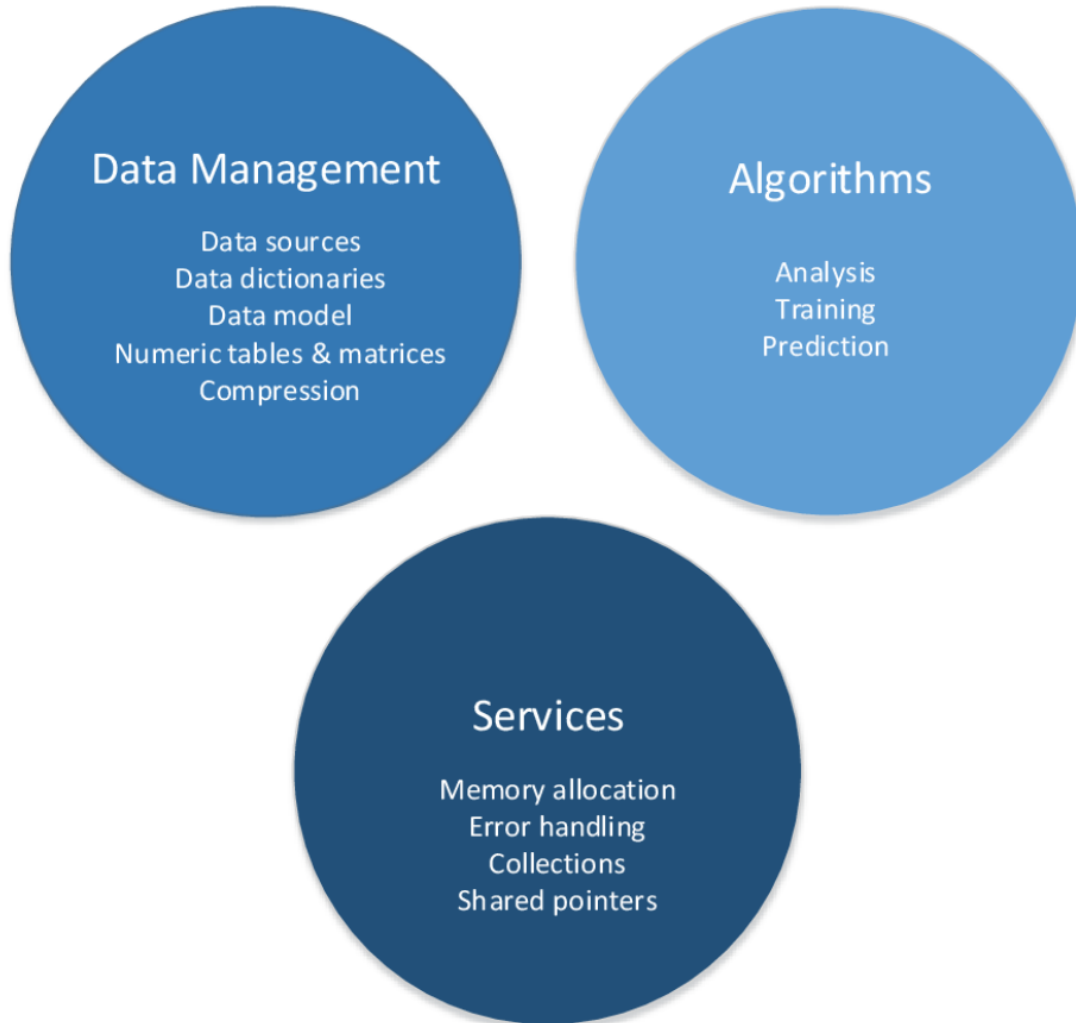 Data Management
Data sources
Data dictionaries
Data model
Numeric tables & matrices
Compression
Algorithms
Analysis
Training
Prediction
Services
Memory allocation
Error handling
Collections
Shared pointers